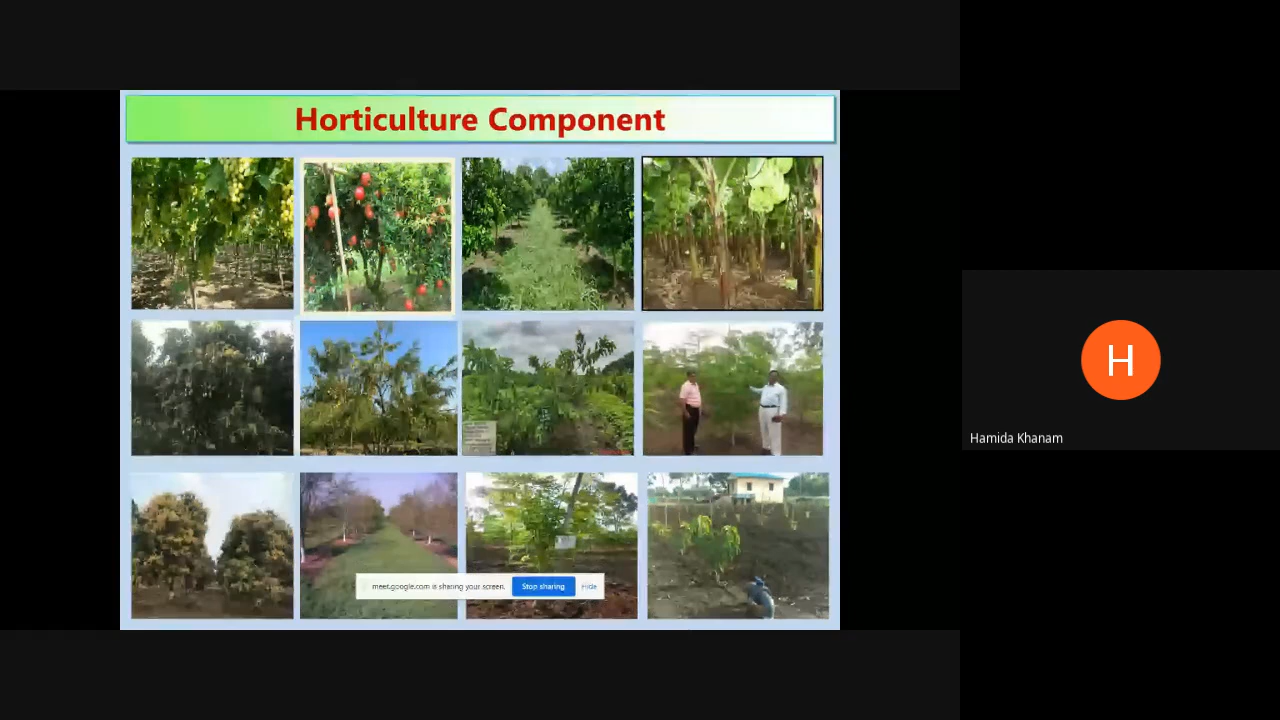 Horticulture Component
meet.google.com is sharing your screen.
Stop sharing
Hide
H
Hamida Khanam